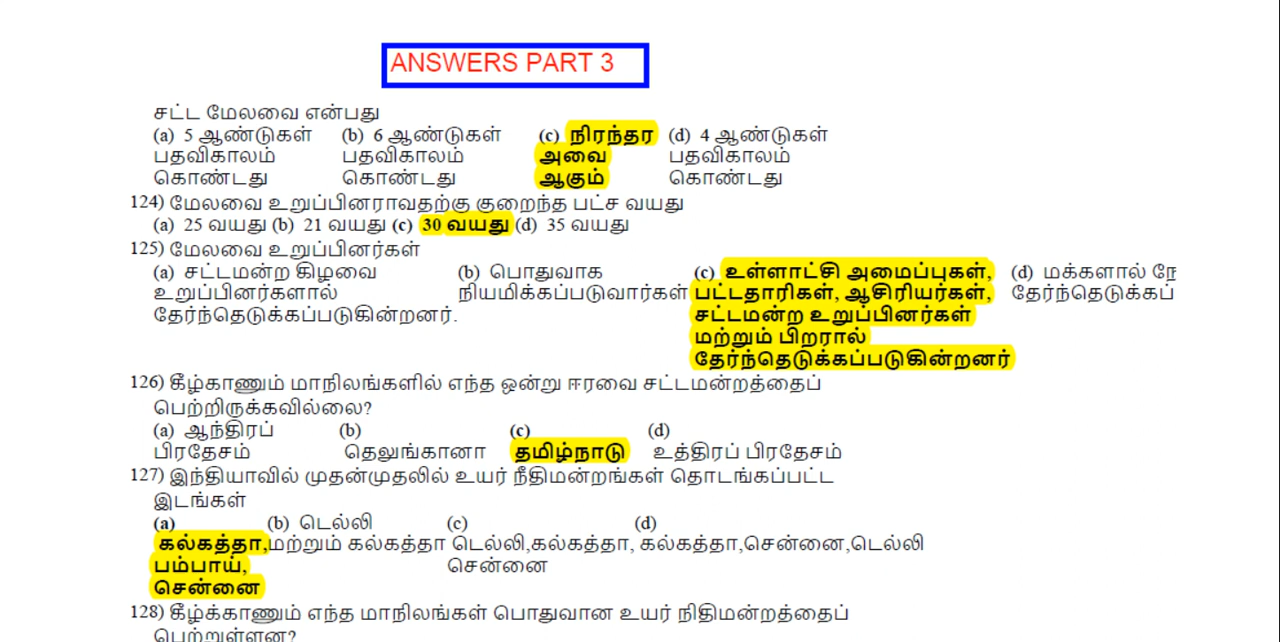 ANSWERS PART 3
சட்ட மேலவை என்பது
(a) 5 ஆண்டுகள் (b) 6 ஆண்டுகள் (c) நிரந்தர (d) 4 ஆண்டுகள்
பதவிகாலம் பதவிகாலம் அவை பதவிகாலம்
கொண்டது கொண்டது ஆகும் கொண்டது
124) மேலவை உறுப்பினராவதற்கு குறைந்த பட்ச வயது
(a) 25 வயது (b) 21 வயது (c) 30 வயது (d) 35 வயது
125) மேலவை உறுப்பினர்கள்
(a) சட்டமன்ற கிழவை (b) பொதுவாக (c) உள்ளாட்சி அமைப்புகள், (d) மக்களால் நே
உறுப்பினர்களால் நியமிக்கப்படுவார்கள் பட்டதாரிகள், ஆசிரியர்கள், தேர்ந்தெடுக்கப்
தேர்ந்தெடுக்கப்படுகின்றனர். சட்டமன்ற உறுப்பினர்கள்
மற்றும் பிறரால்
தேர்ந்தெடுக்கப்படுகின்றனர்
126) கீழ்காணும் மாநிலங்களில் எந்த ஒன்று ஈரவை சட்டமன்றத்தைப்
பெற்றிருக்கவில்லை?
(a) ஆந்திரப் (b) (c) (d)
பிரதேசம் தெலுங்கானா தமிழ்நாடு உத்திரப் பிரதேசம்
127) இந்தியாவில் முதன்முதலில் உயர் நீதிமன்றங்கள் தொடங்கப்பட்ட
இடங்கள்
(a) (b) டெல்லி (c) (d)
கல்கத்தா,மற்றும் கல்கத்தா டெல்லி,கல்கத்தா, கல்கத்தா,சென்னை,டெல்லி
பம்பாய், சென்னை
சென்னை
128) கீழ்க்காணும் எந்த மாநிலங்கள் பொதுவான உயர் நிதிமன்றத்தைப்
பெற்றுள்ளன?